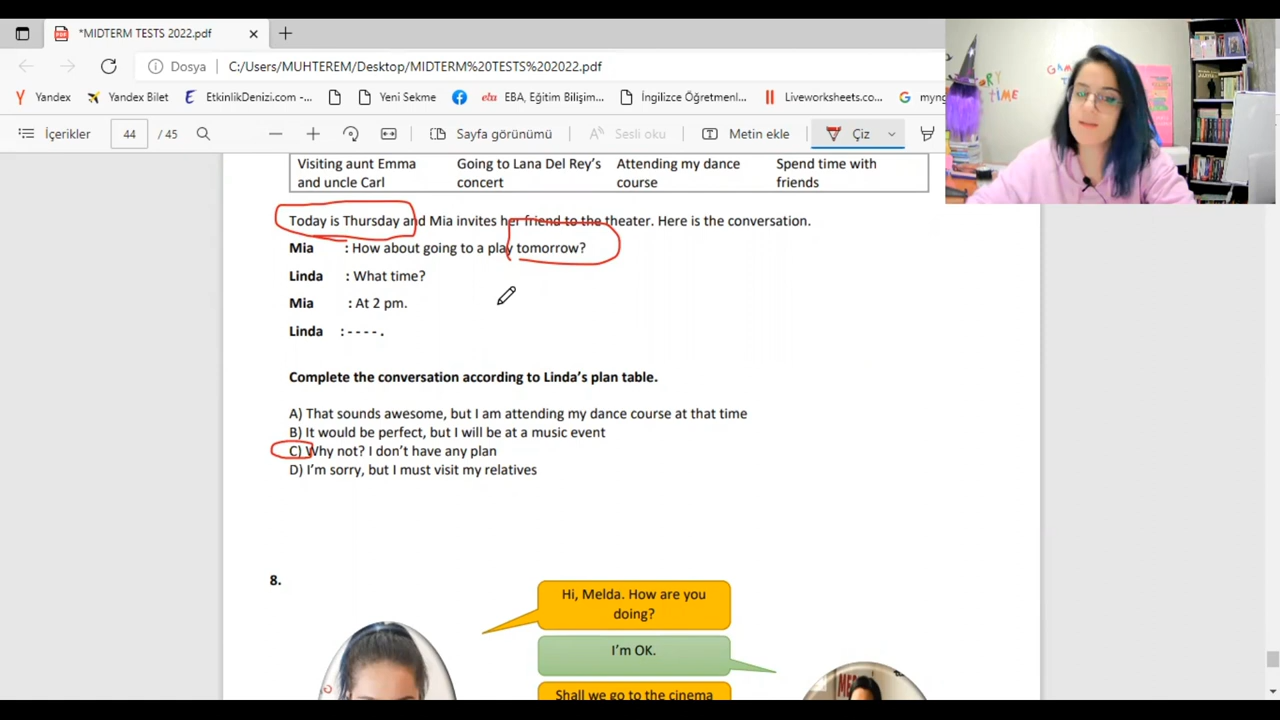 *MIDTERM TESTS 2022.pdf
Dosya C:/Users/MUHTEREM/Desktop/MIDTERM%20TESTS%202022.pdf
Yandex Yandex Bilet EtkinlikDenizi.com -... Yeni Sekme EBA, Eğitim Bilişim... İngilizce Öğretmenl... Liveworksheets.co... myng
İçerikler 44 / 45 Sayfa görünümü Sesli oku Metin ekle Çiz
Visiting aunt Emma and uncle Carl
Going to Lana Del Rey's concert
Attending my dance course
Spend time with friends
Today is Thursday and Mia invites her friend to the theater. Here is the conversation.
Mia : How about going to a play tomorrow?
Linda : What time?
Mia : At 2 pm.
Linda : - - - - .
Complete the conversation according to Linda's plan table.
A) That sounds awesome, but I am attending my dance course at that time
B) It would be perfect, but I will be at a music event
C) Why not? I don't have any plan
D) I'm sorry, but I must visit my relatives
8.
Hi, Melda. How are you
doing?
I'm OK.
Shall we go to the cinema